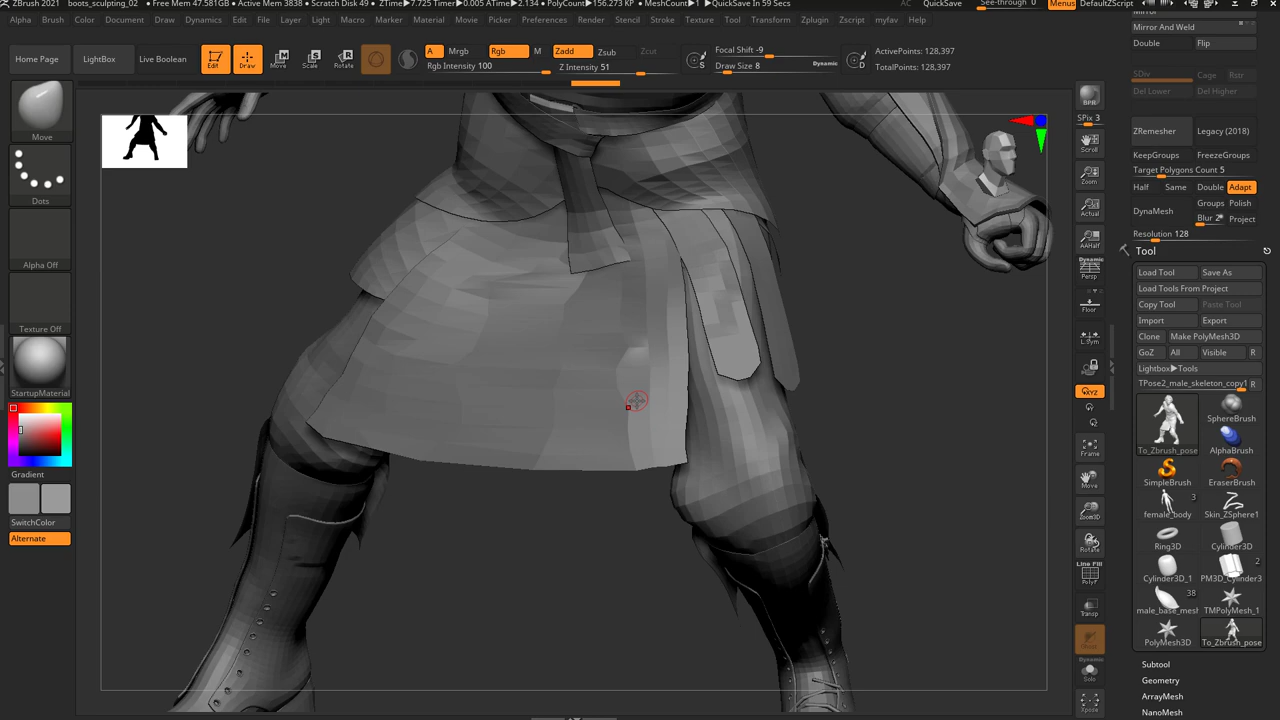 ZBrush 2021 boots_sculpting_02 • Free Mem 47.581GB • Active Mem 3838 • Scratch Disk 49 • ZTime▶7.725 Timer▶0.005 ATime▶2.134 • PolyCount▶156.273 KP • MeshCount▶1 ▶QuickSave In 59 Secs
AC QuickSave See-through 0 Menus DefaultZScript
Alpha Brush Color Document Draw Dynamics Edit File Layer Light Macro Marker Material Movie Picker Preferences Render Stencil Stroke Texture Tool Transform Zplugin Zscript myfav Help
Home Page
LightBox
Live Boolean
Edit
Draw
Move
Scale
Rotate
A Mrgb Rgb M
Rgb Intensity 100
Zadd Zsub Zcut
Z Intensity 51
S
Focal Shift -9
Draw Size 8
Dynamic
D
ActivePoints: 128,397
TotalPoints: 128,397
Move
Dots
Alpha Off
Texture Off
StartupMaterial
Gradient
SwitchColor
Alternate
BPR
SPix 3
Scroll
Zoom
Actual
AAHalf
Dynamic
Persp
Floor
L.Sym
XYZ
Frame
Move
Zoom3D
Rotate
Line Fill
PolyF
Transp
Dynamic
Solo
Xpose
Mirror
Mirror And Weld
Double Flip
SDiv Cage Rstr
Del Lower Del Higher
ZRemesher Legacy (2018)
KeepGroups FreezeGroups
Target Polygons Count 5
Half Same Double Adapt
DynaMesh
Groups Polish
Blur 2 Project
Resolution 128
Tool
Load Tool Save As
Load Tools From Project
Copy Tool Paste Tool
Import Export
Clone Make PolyMesh3D
GoZ All Visible R
Lightbox▶Tools
TPose2_male_skeleton_copy1 R
To_Zbrush_pose
SphereBrush
AlphaBrush
SimpleBrush EraserBrush
3
female_body Skin_ZSphere1
Ring3D Cylinder3D
2
Cylinder3D_1 PM3D_Cylinder3
38
male_base_mesh TMPolyMesh_1
PolyMesh3D To_Zbrush_pose
Subtool
Geometry
ArrayMesh
NanoMesh